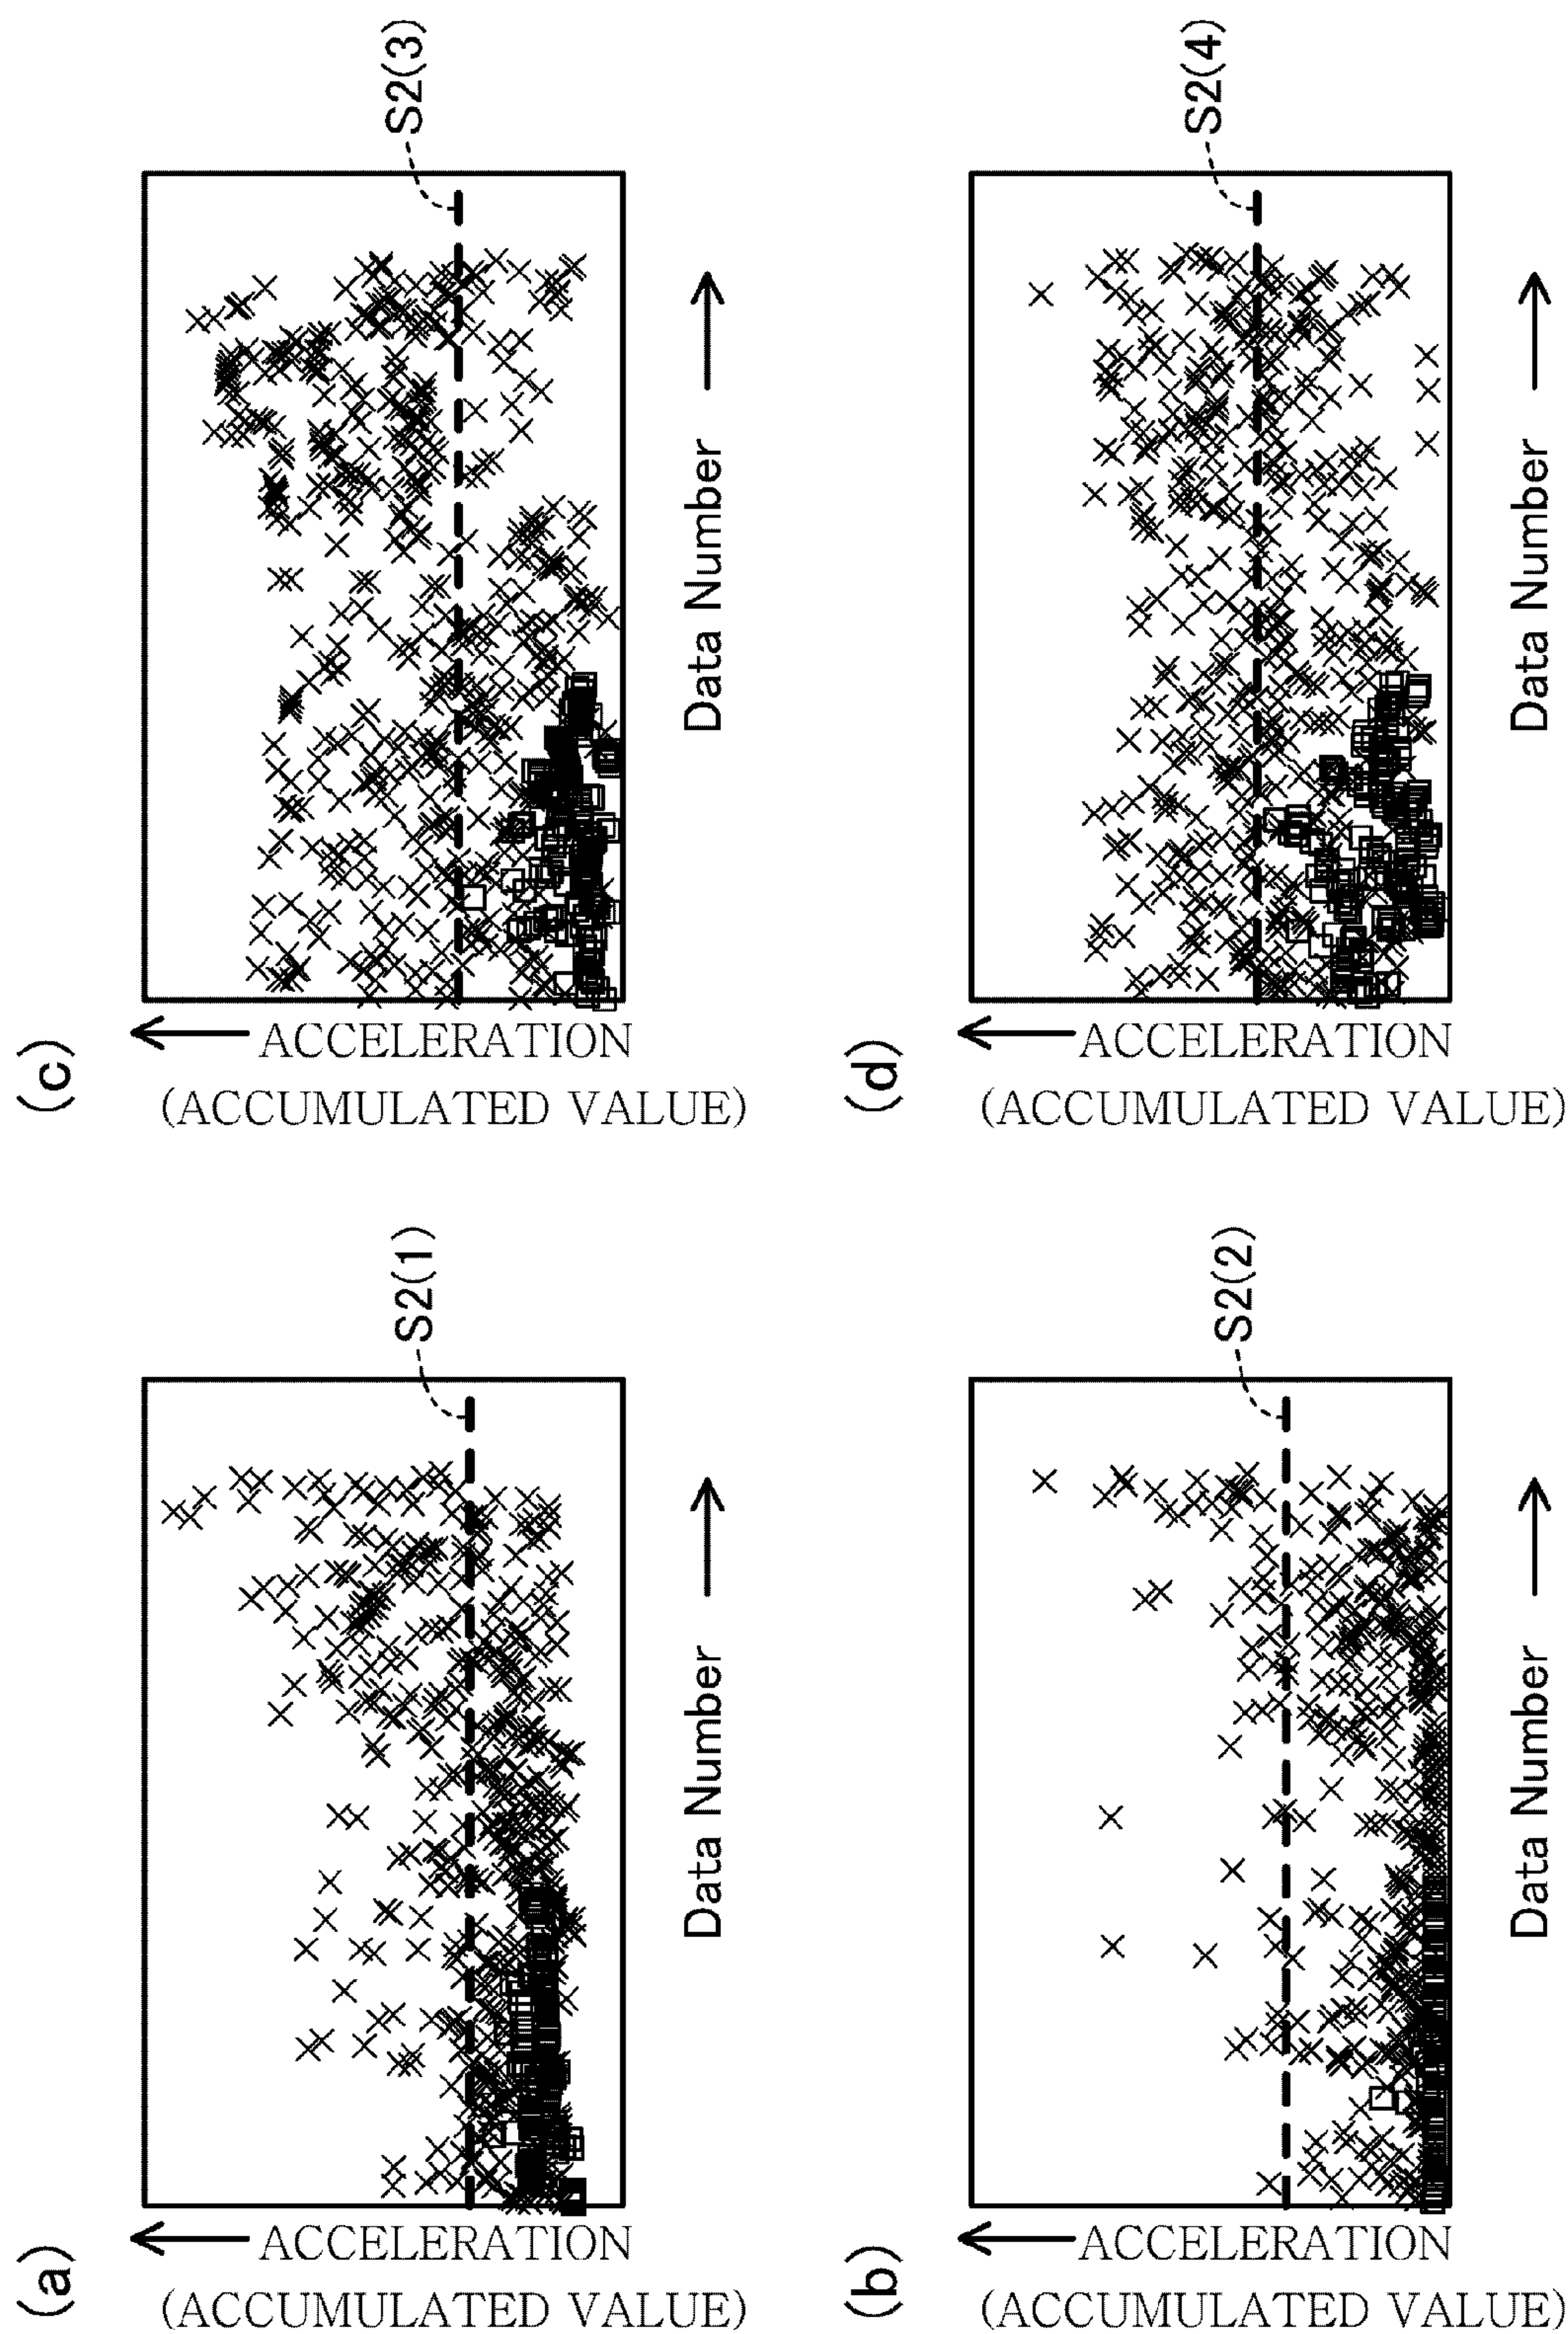 (a)
ACCELERATION
(ACCUMULATED VALUE)
S2(1)
Data Number
(b)
ACCELERATION
(ACCUMULATED VALUE)
S2(2)
Data Number
(c)
ACCELERATION
(ACCUMULATED VALUE)
S2(3)
Data Number
(d)
ACCELERATION
(ACCUMULATED VALUE)
S2(4)
Data Number